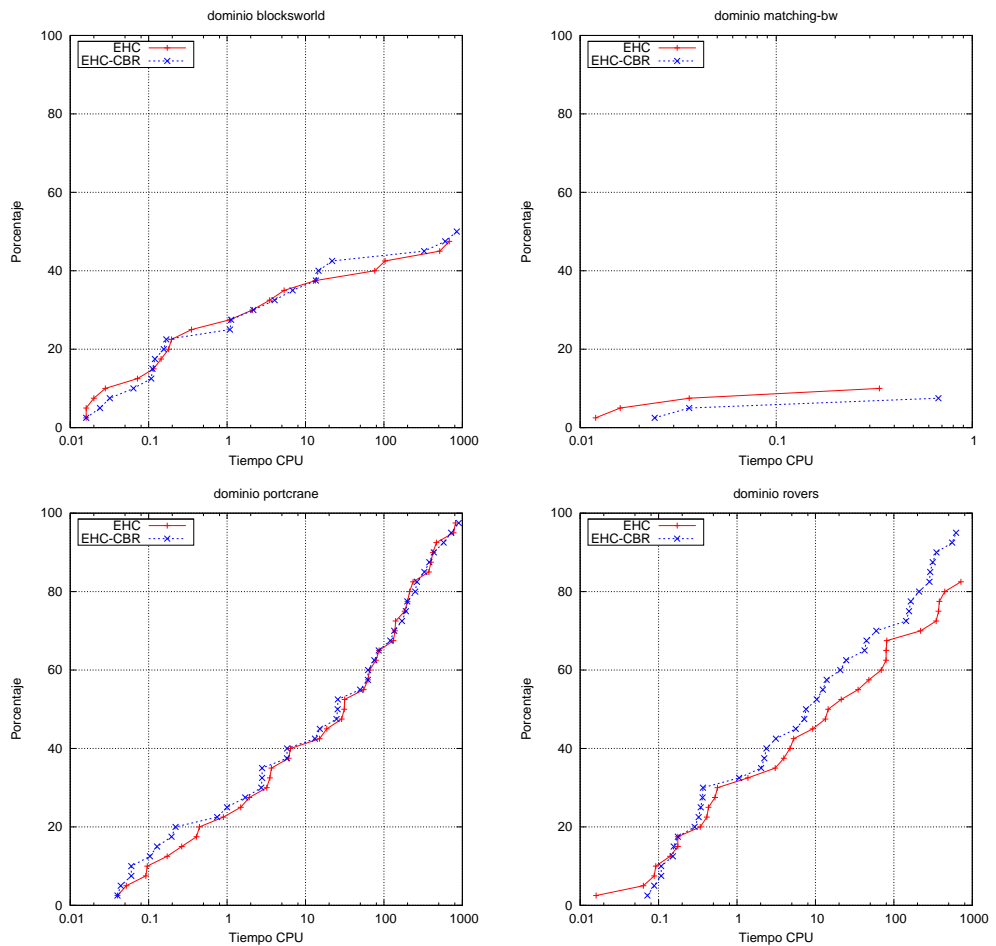 dominio blocksworld
100
80
60
40
20
0
Porcentaje
EHC
EHC-CBR
0.01 0.1 1 10 100 1000
Tiempo CPU
dominio matching-bw
100
80
60
40
20
0
Porcentaje
EHC
EHC-CBR
0.01 0.1 1
Tiempo CPU
dominio portcrane
100
80
60
40
20
0
Porcentaje
EHC
EHC-CBR
0.01 0.1 1 10 100 1000
Tiempo CPU
dominio rovers
100
80
60
40
20
0
Porcentaje
EHC
EHC-CBR
0.01 0.1 1 10 100 1000
Tiempo CPU